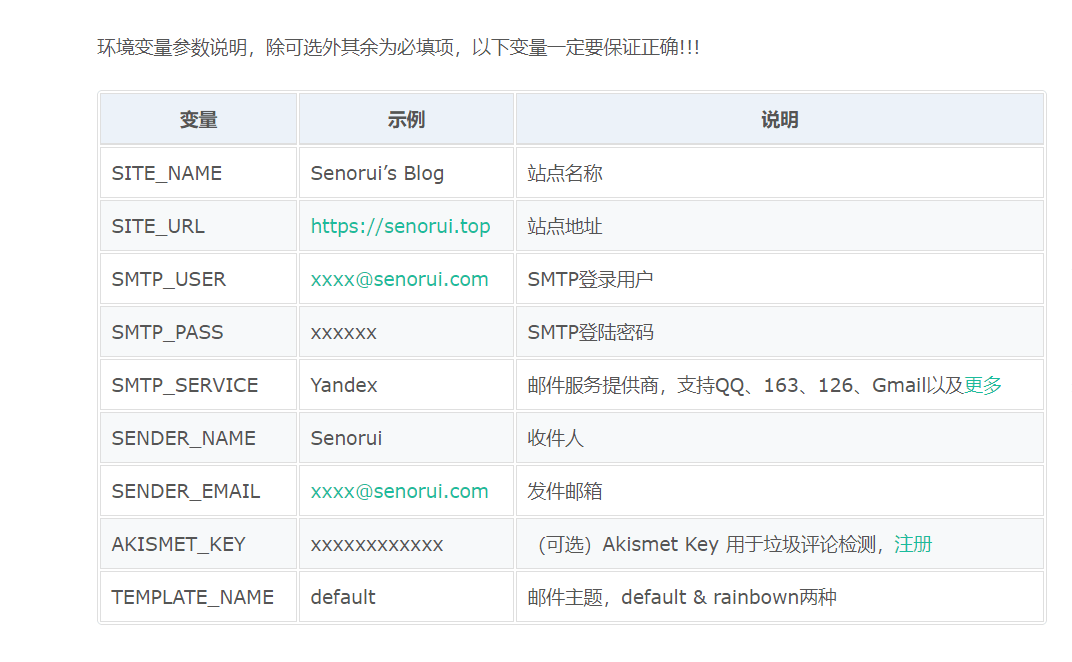 环境变量参数说明，除可选外其余为必填项，以下变量一定要保证正确!!!
变量 示例 说明
SITE_NAME Senorui’s Blog 站点名称
SITE_URL https://senorui.top 站点地址
SMTP_USER xxxx@senorui.com SMTP登录用户
SMTP_PASS xxxxxx SMTP登陆密码
SMTP_SERVICE Yandex 邮件服务提供商，支持QQ、163、126、Gmail以及更多
SENDER_NAME Senorui 收件人
SENDER_EMAIL xxxx@senorui.com 发件邮箱
AKISMET_KEY xxxxxxxxxxxx （可选）Akismet Key 用于垃圾评论检测，注册
TEMPLATE_NAME default 邮件主题，default & rainbown两种